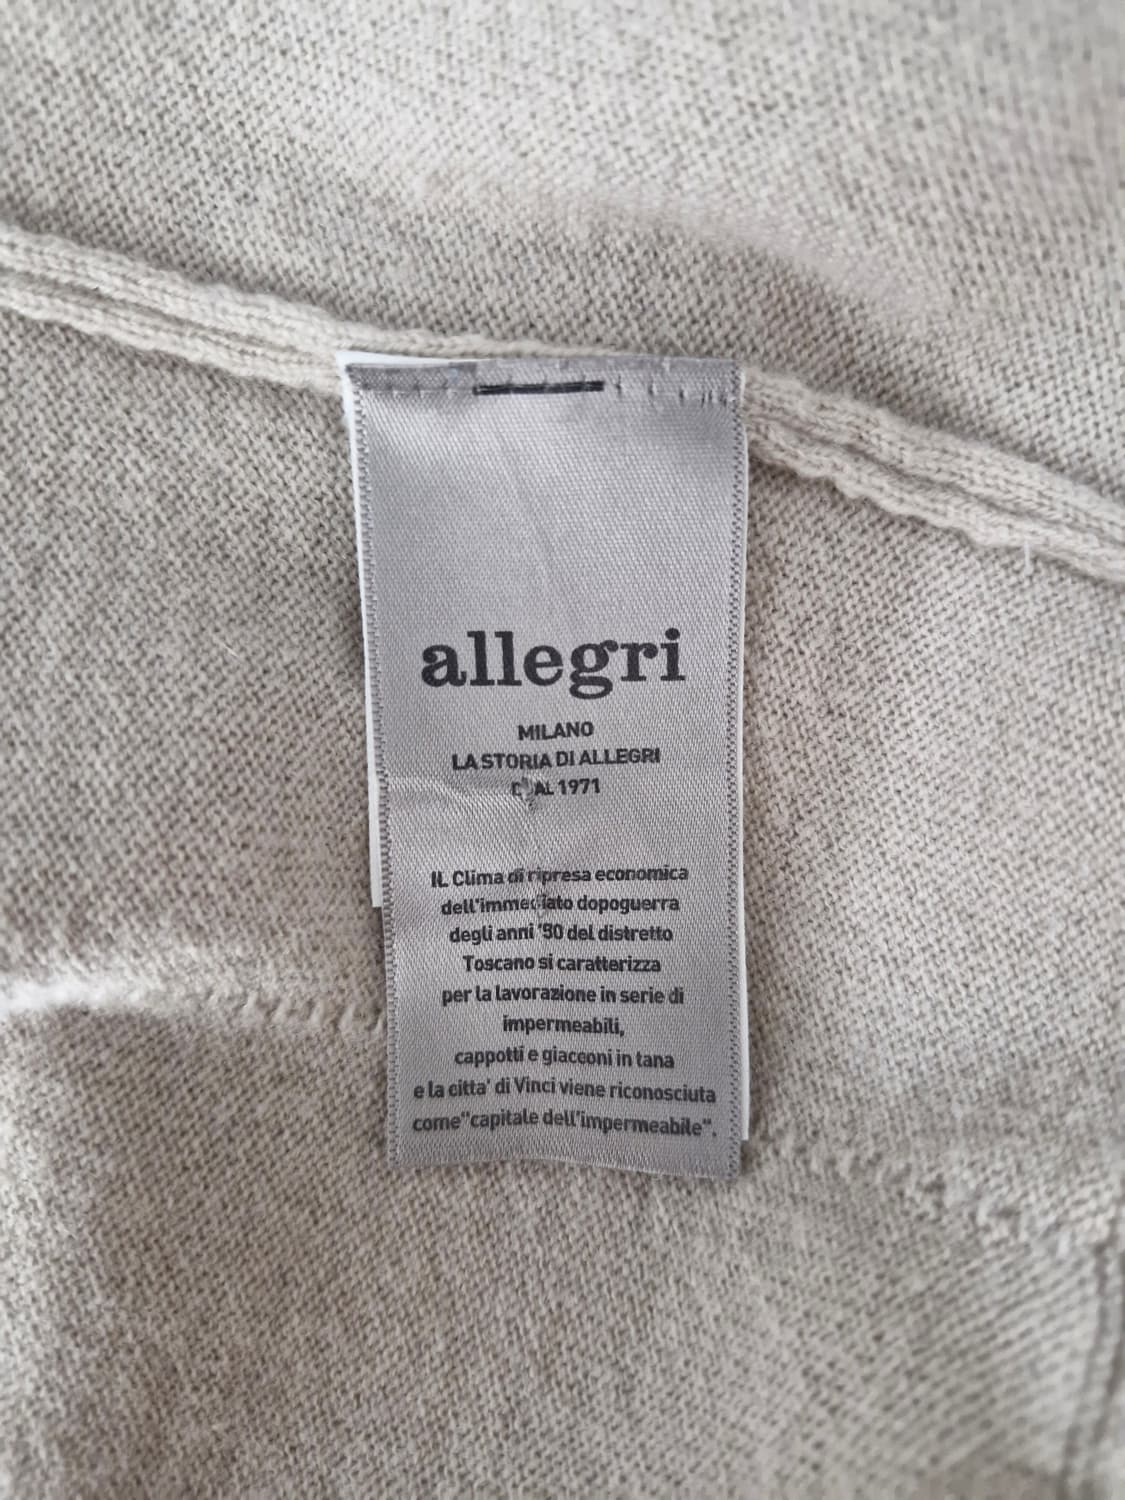 allegri
MILANO
LA STORIA DI ALLEGRI
DAL 1971
IL Clima di ripresa economica
dell'immediato dopoguerra
degli anni '90 del distretto
Toscano si caratterizza
per la lavorazione in serie di
impermeabili,
cappotti e giacconi in tana
e la citta' di Vinci viene riconosciuta
come"capitale dell'impermeabile".